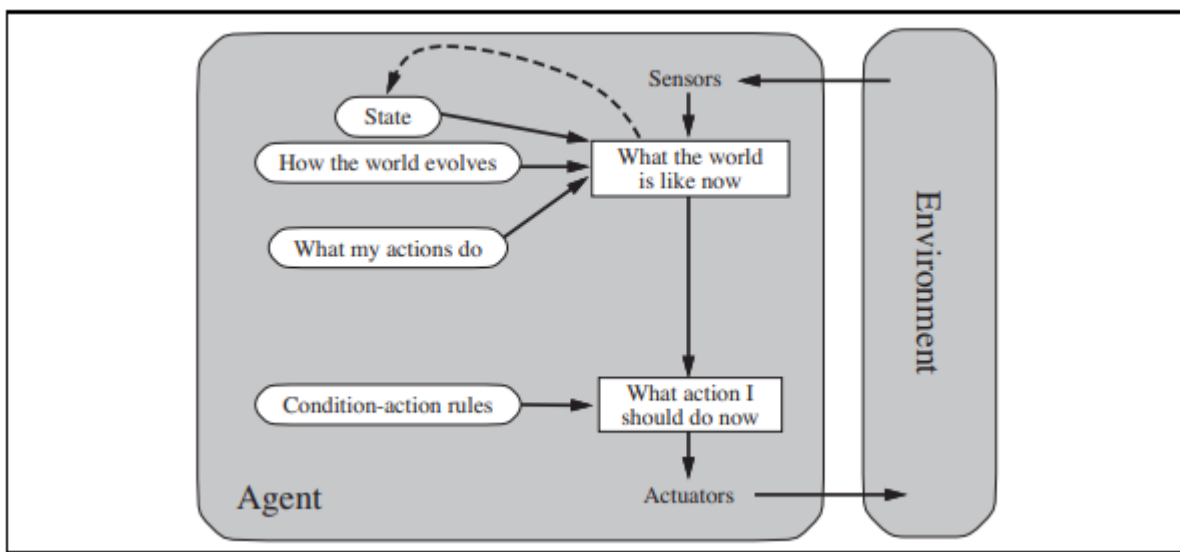 Sensors
State
What the world
is like now
How the world evolves
What my actions do
Environment
Condition-action rules
What action I
should do now
Agent
Actuators